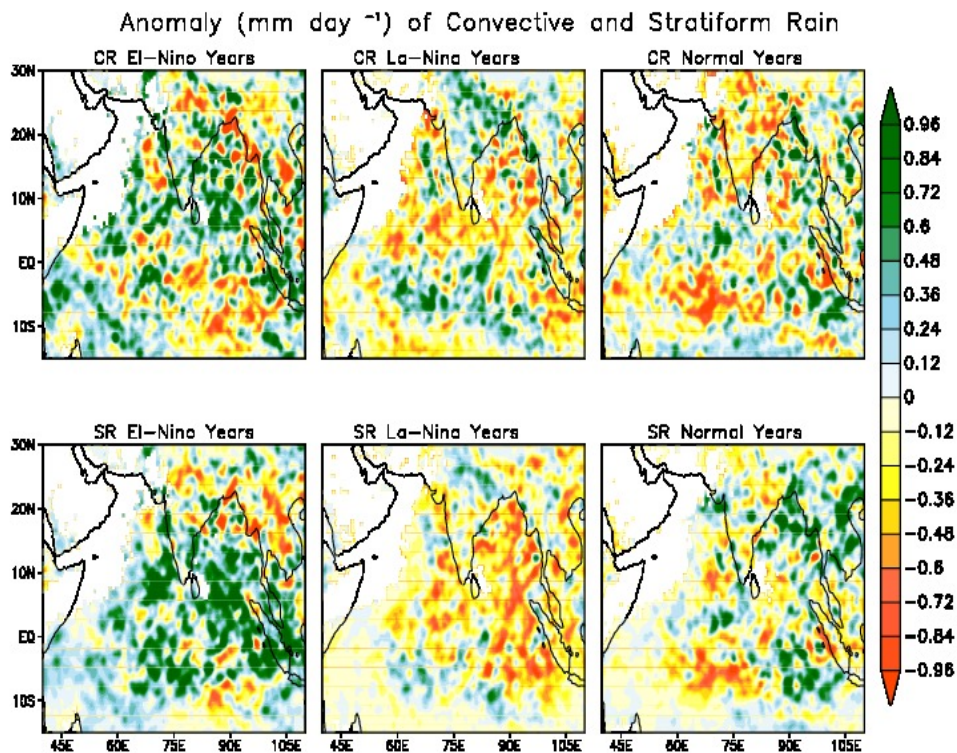 Anomaly (mm day ⁻¹) of Convective and Stratiform Rain
CR El-Nino Years CR La-Nina Years CR Normal Years
30N
20N
10N
EQ
10S
0.96
0.84
0.72
0.6
0.48
0.36
0.24
0.12
0
-0.12
-0.24
-0.36
-0.48
-0.6
-0.72
-0.84
-0.96
SR El-Nino Years SR La-Nina Years SR Normal Years
30N
20N
10N
EQ
10S
45E 60E 75E 90E 105E 45E 60E 75E 90E 105E 45E 60E 75E 90E 105E